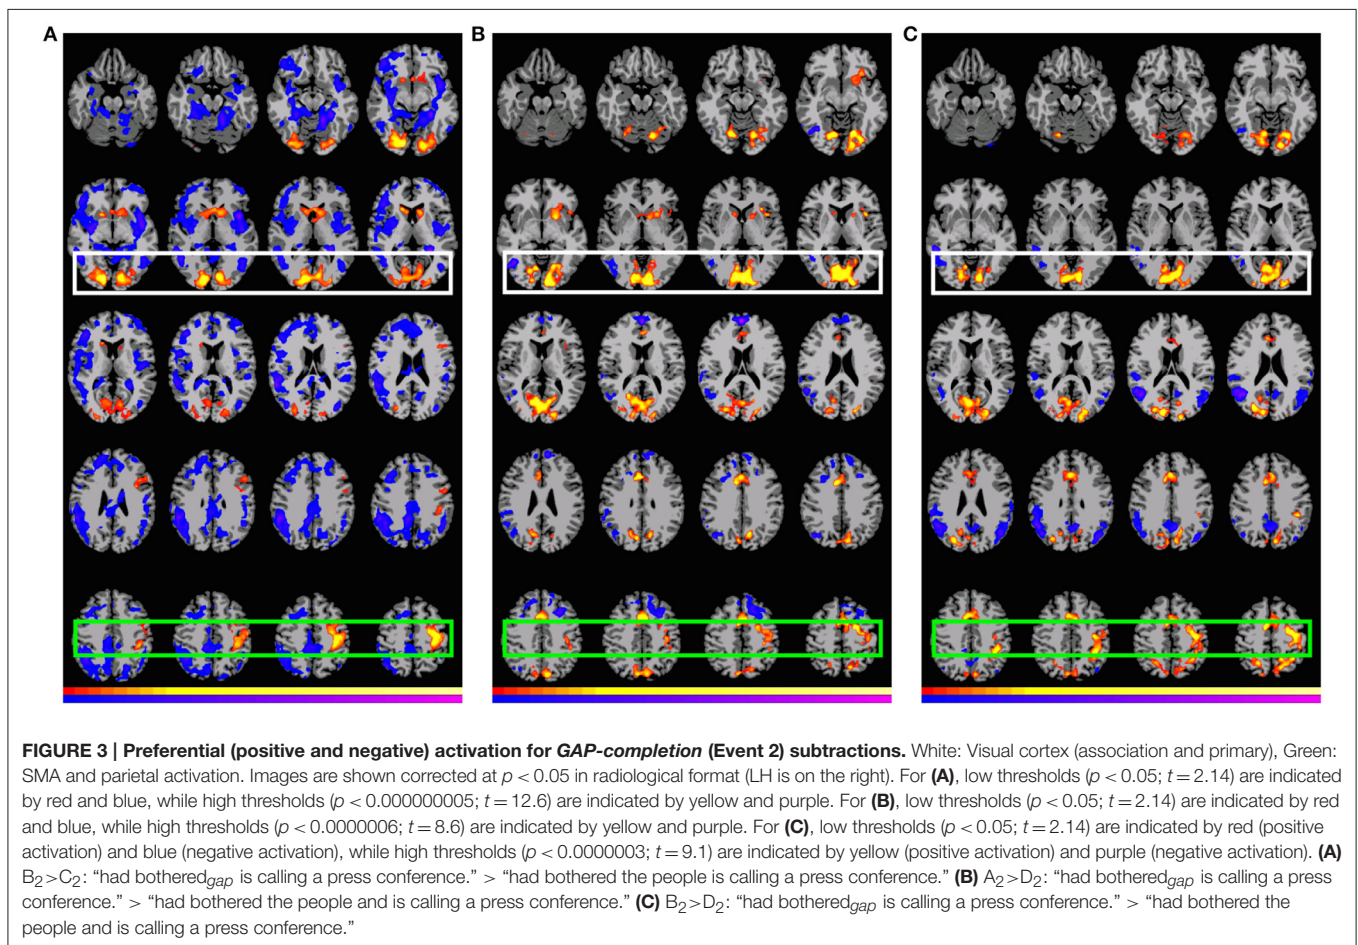 A B C
FIGURE 3 | Preferential (positive and negative) activation for GAP-completion (Event 2) subtractions. White: Visual cortex (association and primary), Green:
SMA and parietal activation. Images are shown corrected at p < 0.05 in radiological format (LH is on the right). For (A), low thresholds (p < 0.05; t = 2.14) are indicated
by red and blue, while high thresholds (p < 0.000000005; t = 12.6) are indicated by yellow and purple. For (B), low thresholds (p < 0.05; t = 2.14) are indicated by red
and blue, while high thresholds (p < 0.0000006; t = 8.6) are indicated by yellow and purple. For (C), low thresholds (p < 0.05; t = 2.14) are indicated by red (positive
activation) and blue (negative activation), while high thresholds (p < 0.0000003; t = 9.1) are indicated by yellow (positive activation) and purple (negative activation). (A)
B₂>C₂: “had bothered gap is calling a press conference.” > “had bothered the people is calling a press conference.” (B) A₂>D₂: “had bothered gap is calling a press
conference.” > “had bothered the people and is calling a press conference.” (C) B₂>D₂: “had bothered gap is calling a press conference.” > “had bothered the
people and is calling a press conference.”